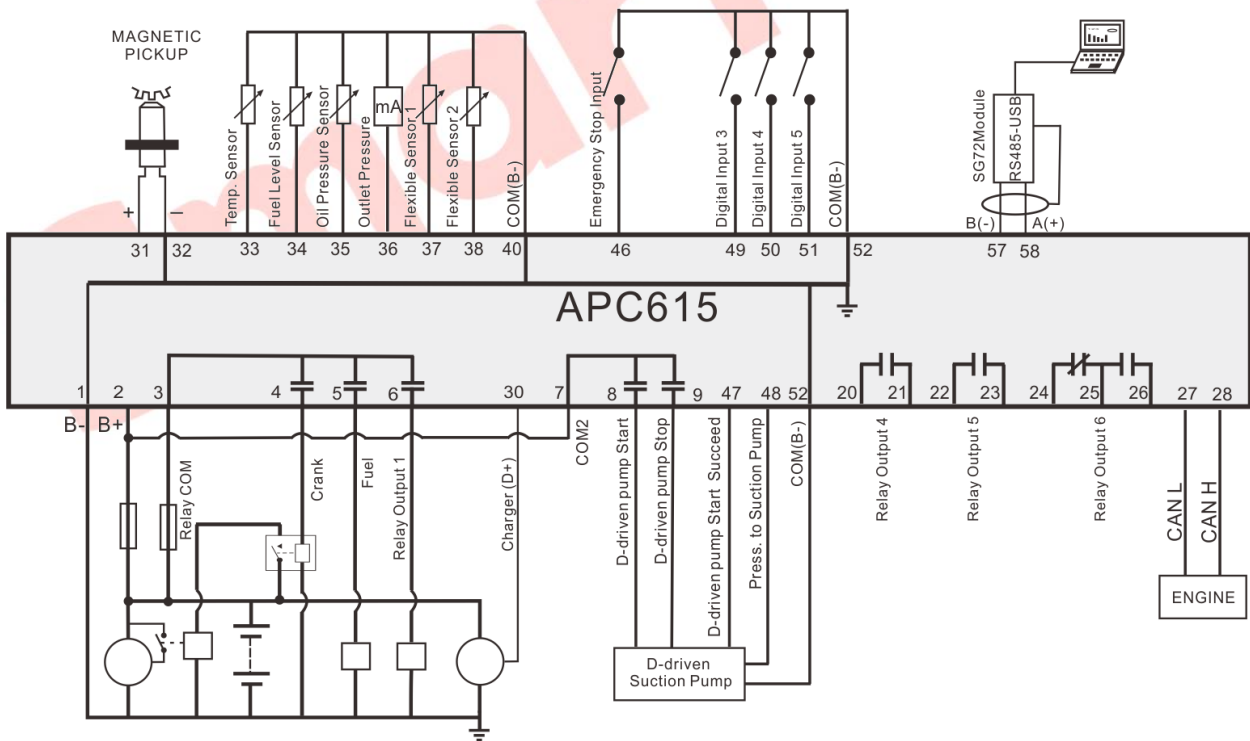 MAGNETIC
PICKUP
+
−
Temp. Sensor
Fuel Level Sensor
Oil Pressure Sensor
Outlet Pressure
mA
Flexible Sensor 1
Flexible Sensor 2
COM(B-)
Emergency Stop Input
Digital Input 3
Digital Input 4
Digital Input 5
COM(B-)
SG72Module
RS485-USB
B(-)
A(+)
31 32 33 34 35 36 37 38 40 46 49 50 51 52 57 58
APC615
1 2 3 4 5 6 30 7 8 9 47 48 52 20 21 22 23 24 25 26 27 28
B-
B+
Relay COM
Crank
Fuel
Relay Output 1
Charger (D+)
COM2
D-driven pump Start
D-driven pump Stop
D-driven pump Start Succeed
Press. to Suction Pump
COM(B-)
Relay Output 4
Relay Output 5
Relay Output 6
CAN L
CAN H
ENGINE
D-driven
Suction Pump